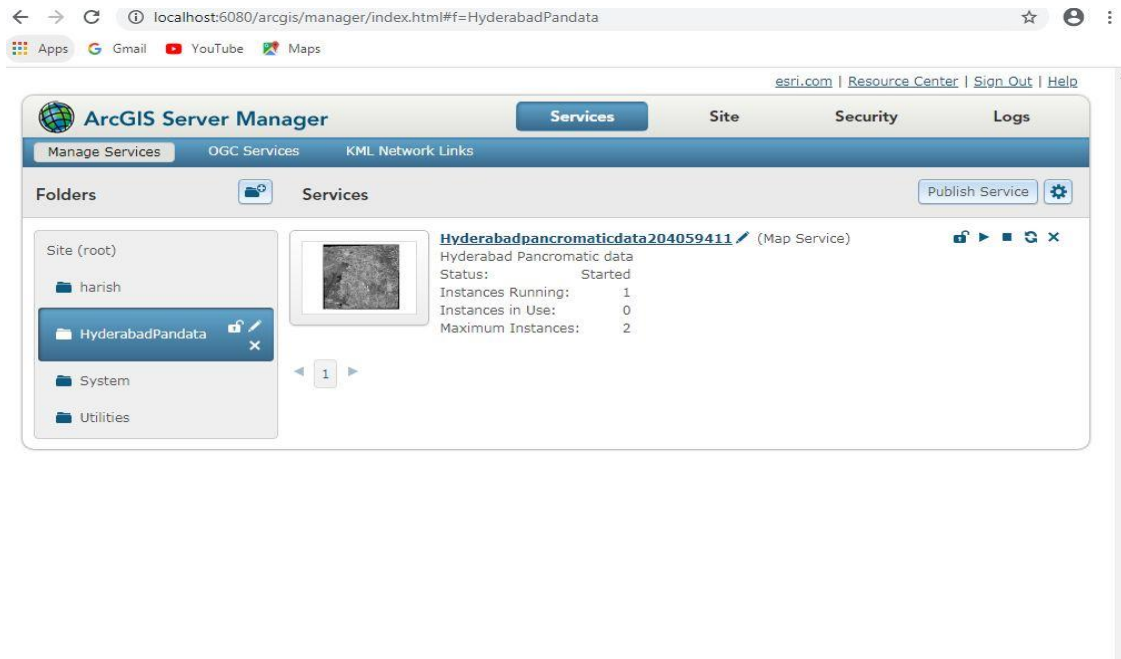 localhost:6080/arcgis/manager/index.html#f=HyderabadPandata
Apps Gmail YouTube Maps
esri.com | Resource Center | Sign Out | Help
ArcGIS Server Manager Services Site Security Logs
Manage Services OGC Services KML Network Links
Folders Services Publish Service
Site (root)
harish
HyderabadPandata
System
Utilities
Hyderabadpancromaticdata204059411 (Map Service)
Hyderabad Pancromatic data
Status: Started
Instances Running: 1
Instances in Use: 0
Maximum Instances: 2
1